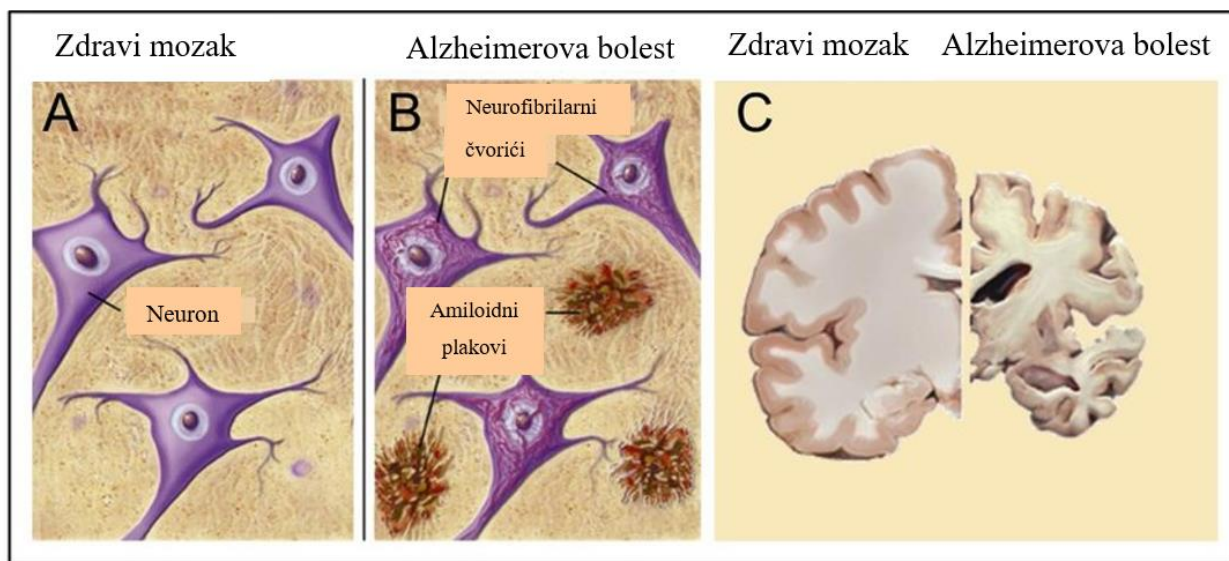 Zdravi mozak
Alzheimerova bolest
Zdravi mozak
Alzheimerova bolest
A
Neuron
B
Neurofibrilarni
čvorići
Amiloidni
plakovi
C